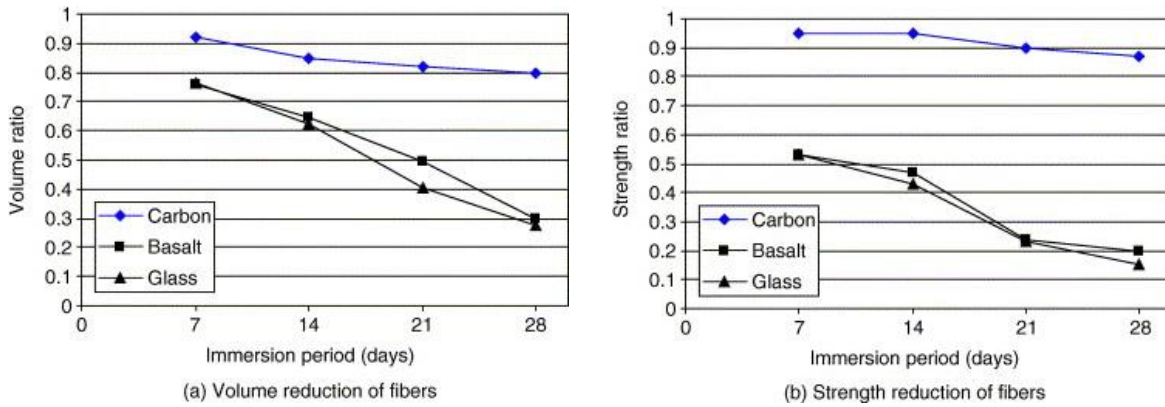 1
0.9
0.8
0.7
0.6
0.5
0.4
0.3
0.2
0.1
0
Volume ratio
Carbon
Basalt
Glass
0 7 14 21 28
Immersion period (days)
(a) Volume reduction of fibers
1
0.9
0.8
0.7
0.6
0.5
0.4
0.3
0.2
0.1
0
Strength ratio
Carbon
Basalt
Glass
0 7 14 21 28
Immersion period (days)
(b) Strength reduction of fibers